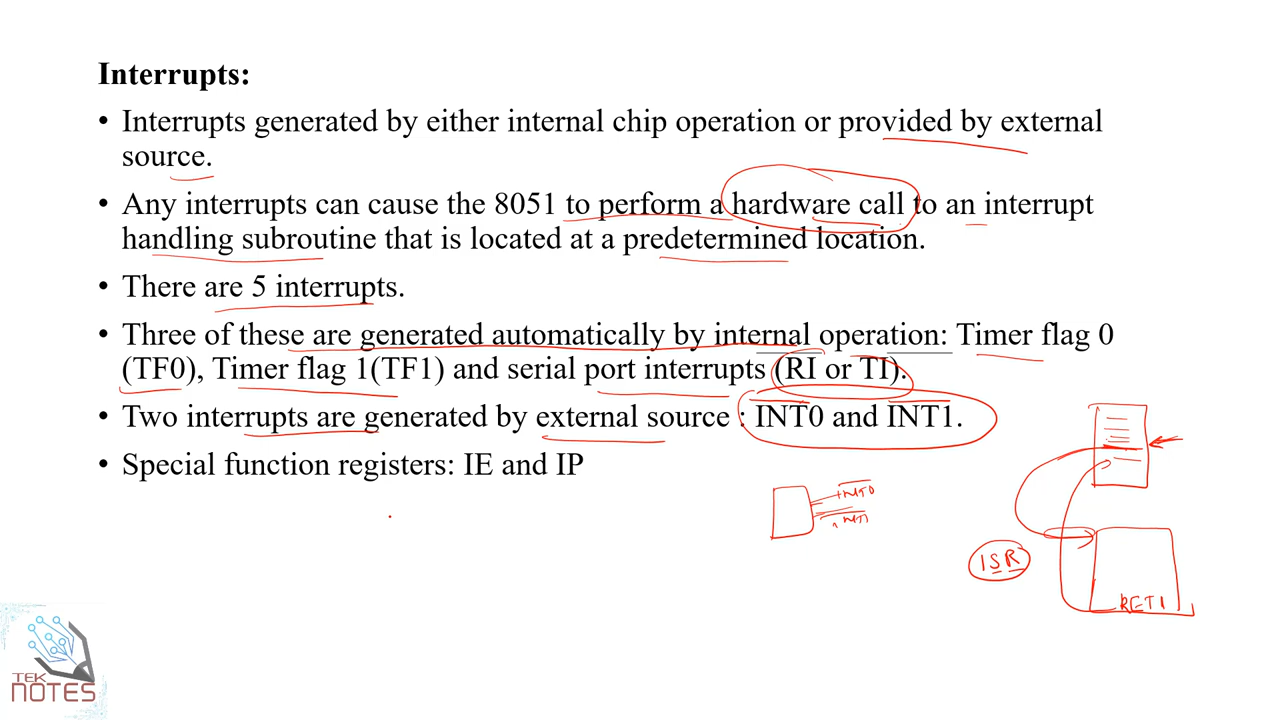 Interrupts:
• Interrupts generated by either internal chip operation or provided by external
source.
• Any interrupts can cause the 8051 to perform a hardware call to an interrupt
handling subroutine that is located at a predetermined location.
• There are 5 interrupts.
• Three of these are generated automatically by internal operation: Timer flag 0
(TF0), Timer flag 1(TF1) and serial port interrupts (RI or TI).
• Two interrupts are generated by external source : INT0 and INT1.
• Special function registers: IE and IP
INT0
INT1
ISR
RETI
TEK
NOTES